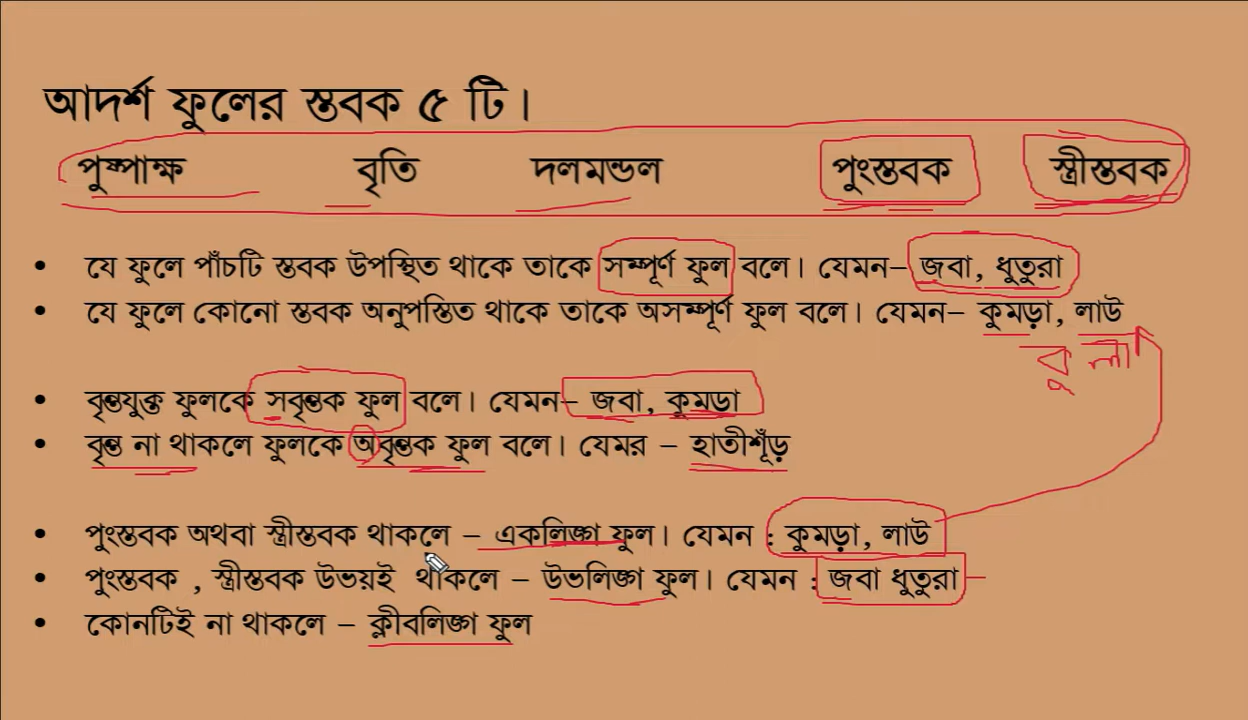 আদর্শ ফুলের স্তবক ৫ টি।
পুষ্পাক্ষ বৃতি দলমন্ডল পুংস্তবক স্ত্রীস্তবক
• যে ফুলে পাঁচটি স্তবক উপস্থিত থাকে তাকে সম্পূর্ণ ফুল বলে। যেমন– জবা, ধুতুরা
• যে ফুলে কোনো স্তবক অনুপস্তিত থাকে তাকে অসম্পূর্ণ ফুল বলে। যেমন– কুমড়া, লাউ
• বৃন্তযুক্ত ফুলকে সবৃন্তক ফুল বলে। যেমন– জবা, কুমডা
• বৃন্ত না থাকলে ফুলকে অবৃন্তক ফুল বলে। যেমর – হাতীশূঁড়
• পুংস্তবক অথবা স্ত্রীস্তবক থাকলে – একলিঙ্গ ফুল। যেমন : কুমড়া, লাউ
• পুংস্তবক , স্ত্রীস্তবক উভয়ই থাকলে – উভলিঙ্গ ফুল। যেমন : জবা ধুতুরা
• কোনটিই না থাকলে – ক্লীবলিঙ্গ ফুল